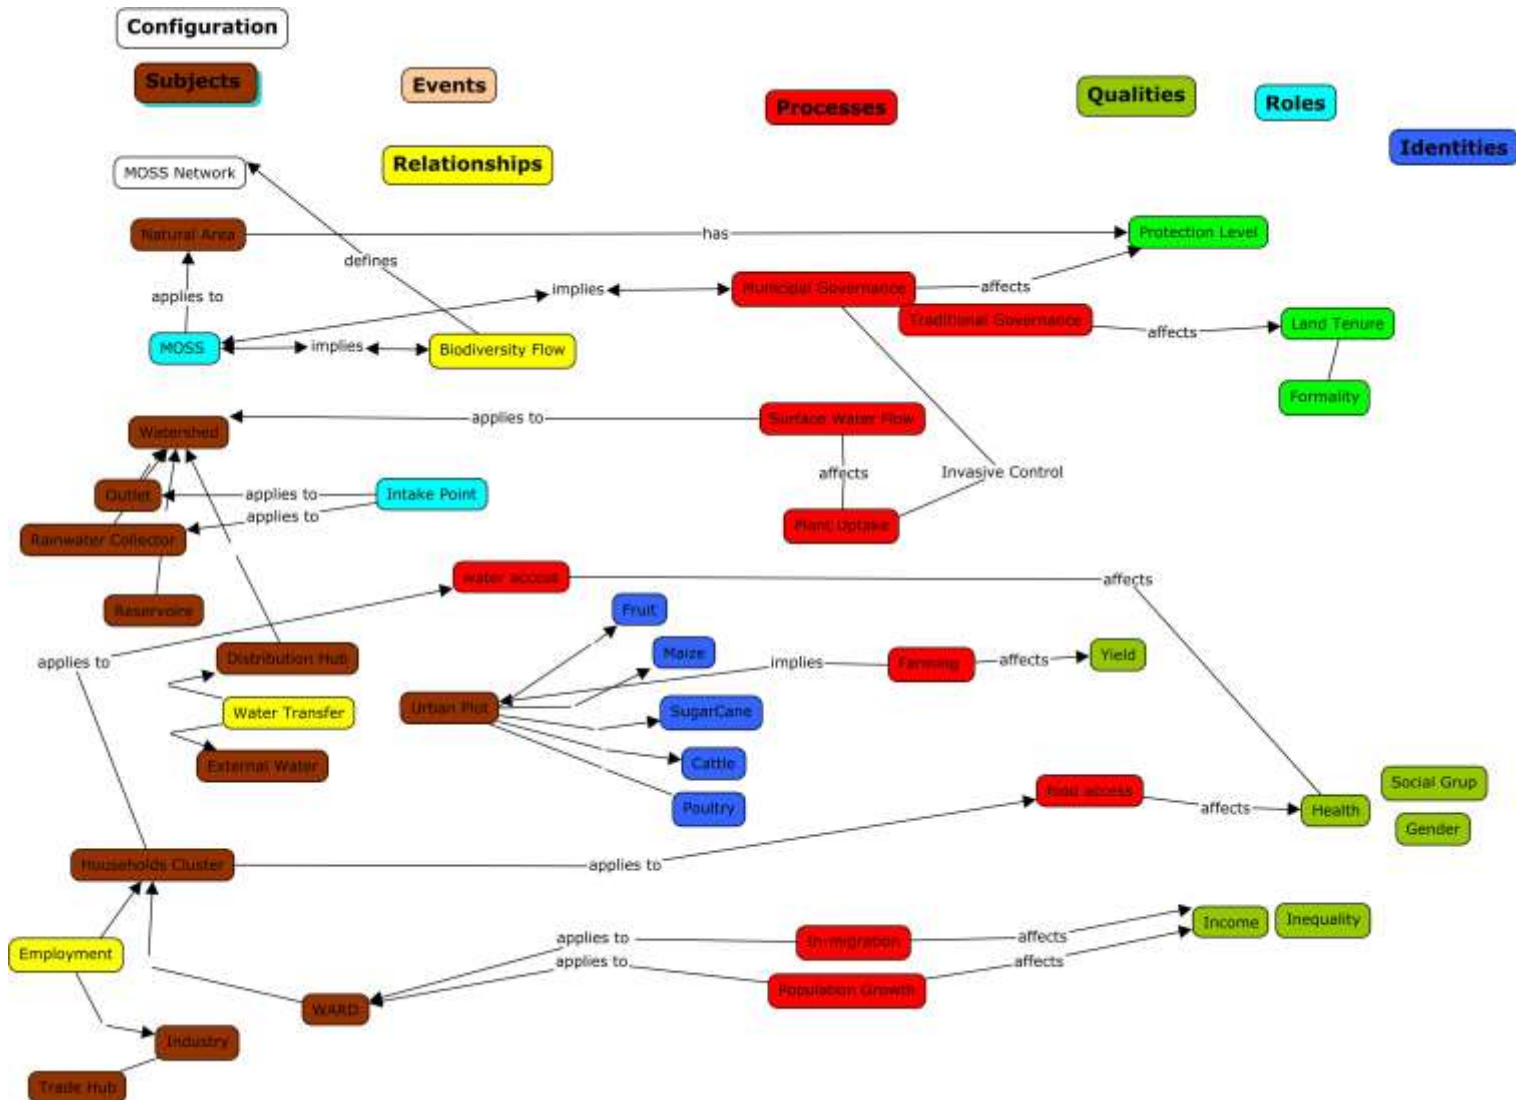 Configuration
Subjects
Events
Processes
Qualities
Roles
Identities
Relationships
MOSS Network
Natural Area
has
Protection Level
defines
applies to
implies
Municipal Governance
affects
Traditional Governance
affects
Land Tenure
MOSS
implies
Biodiversity Flow
Formality
Watershed
applies to
Surface Water Flow
affects
Invasive Control
Outlet
applies to
Intake Point
applies to
Plant Uptake
Rainwater Collector
water access
affects
Reservoire
Fruit
applies to
Distribution Hub
Maize
implies
Farming
affects
Yield
Urban Plot
SugarCane
Water Transfer
External Water
Cattle
Poultry
food access
affects
Health
Social Grup
Gender
Households Cluster
applies to
Employment
applies to
In-migration
affects
Income
Inequality
applies to
Population Growth
affects
WARD
Industry
Trade Hub